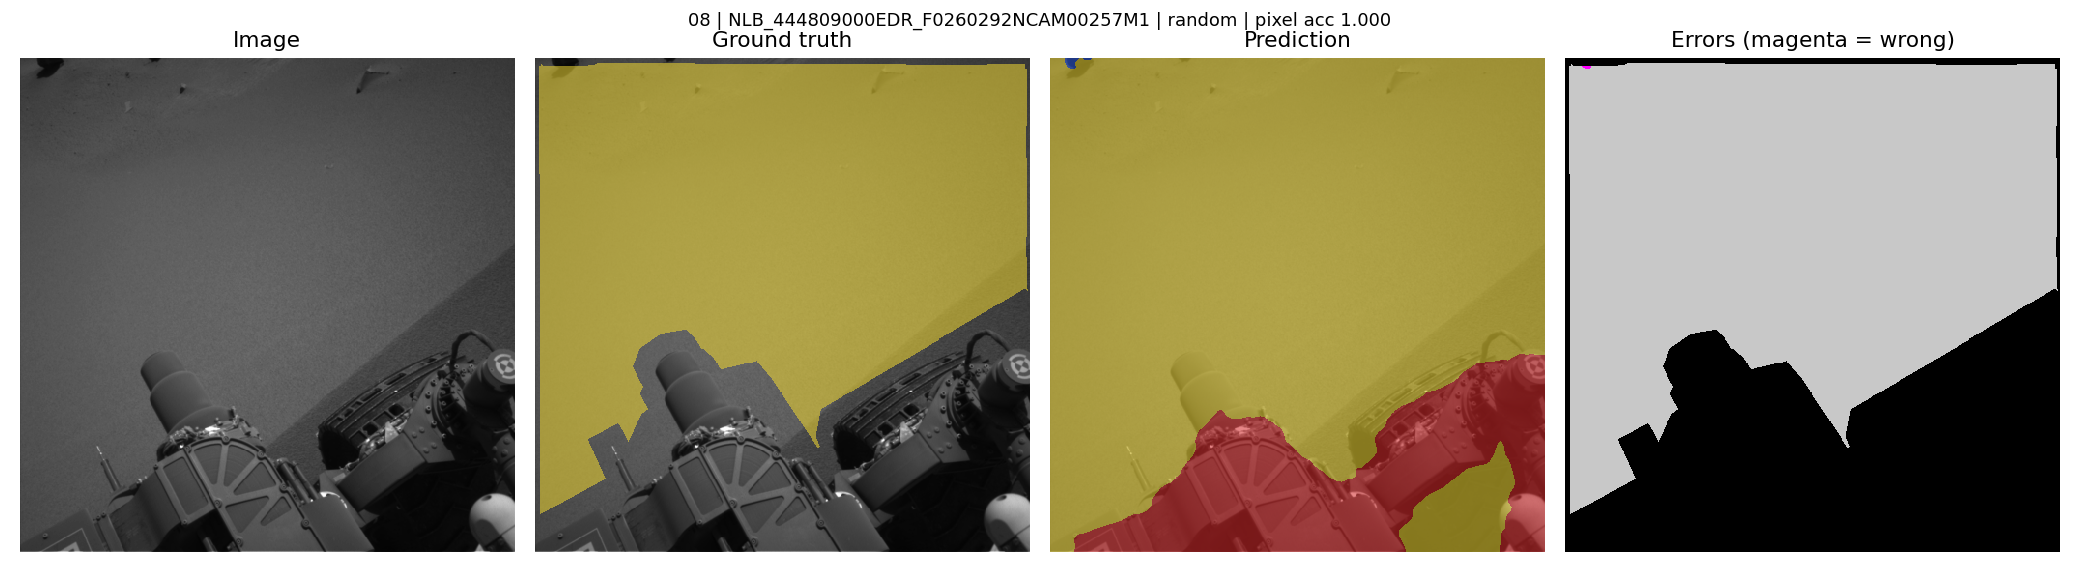 08 | NLB_444809000EDR_F0260292NCAM00257M1 | random | pixel acc 1.000
Image
Ground truth
Prediction
Errors (magenta = wrong)